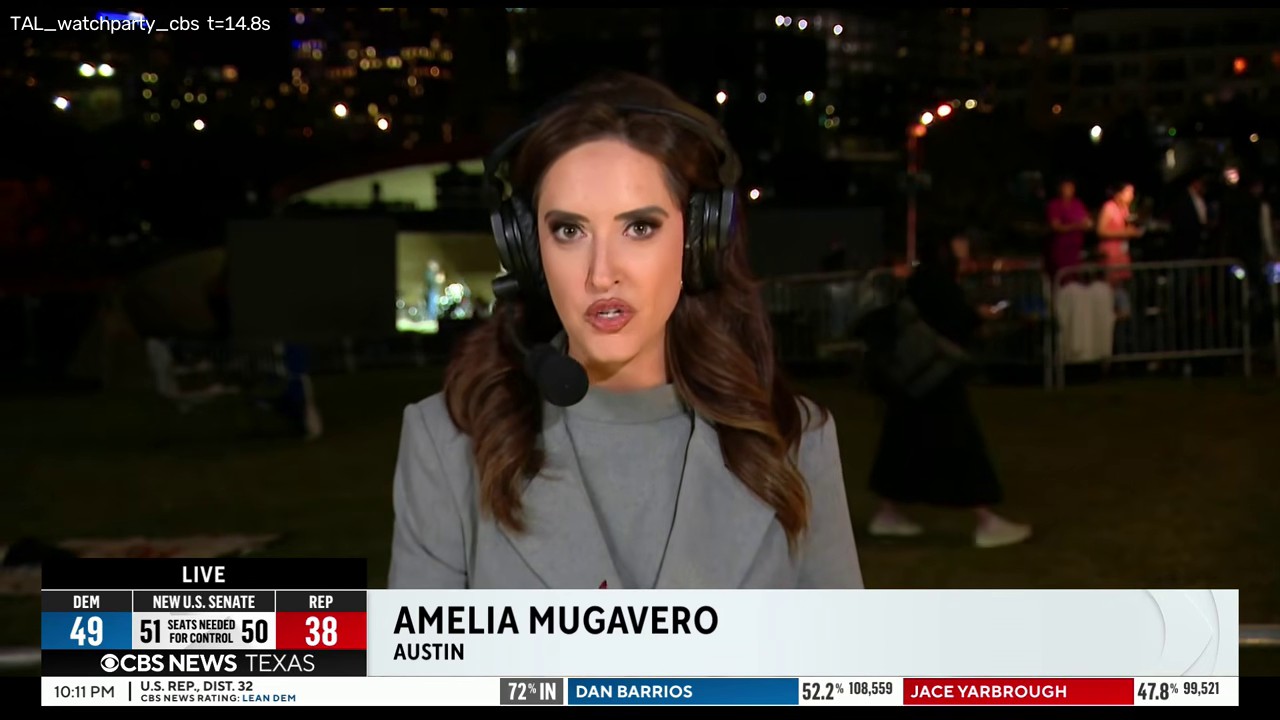 TAL_watchparty_cbs t=14.8s
LIVE
DEM NEW U.S. SENATE REP
49 51 SEATS NEEDED FOR CONTROL 50 38
CBS NEWS TEXAS
AMELIA MUGAVERO
AUSTIN
10:11 PM U.S. REP., DIST. 32
CBS NEWS RATING: LEAN DEM
72% IN DAN BARRIOS 52.2% 108,559 JACE YARBROUGH 47.8% 99,521